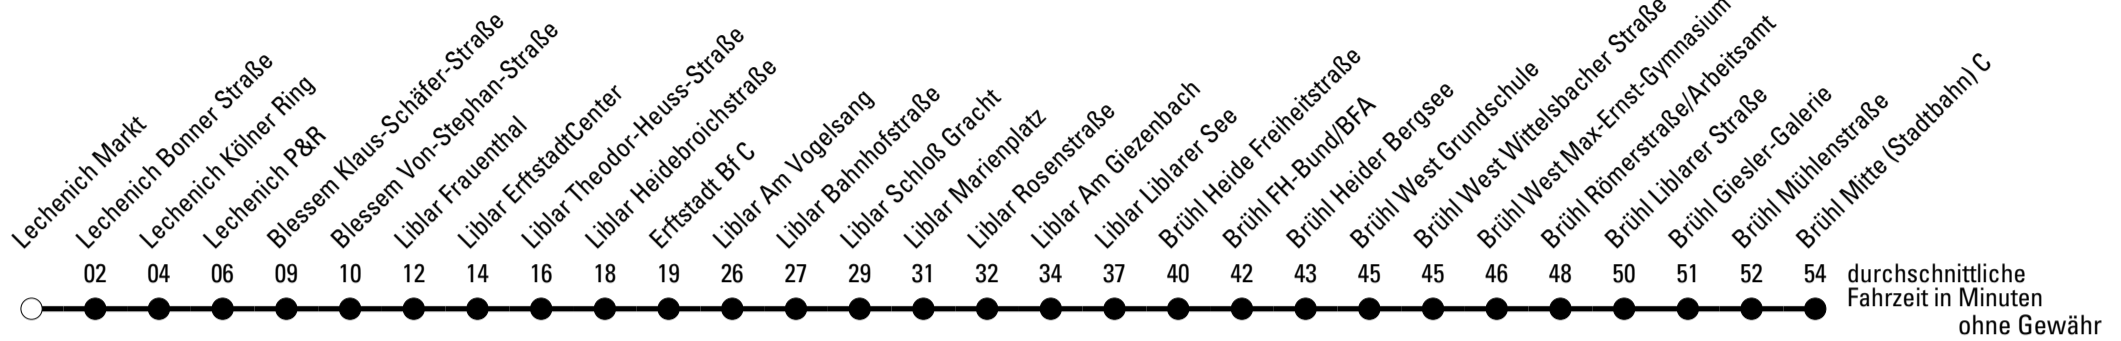 Lechenich Markt
Lechenich Bonner Straße
Lechenich Kölner Ring
Lechenich P&R
Blessem Klaus-Schäfer-Straße
Blessem Von-Stephan-Straße
Liblar Frauenthal
Liblar ErftstadtCenter
Liblar Theodor-Heuss-Straße
Liblar Heidebroichstraße
Erftstadt Bf C
Liblar Am Vogelsang
Liblar Bahnhofstraße
Liblar Schloß Gracht
Liblar Marienplatz
Liblar Rosenstraße
Liblar Am Giezenbach
Liblar Liblarer See
Brühl Heide Freiheitstraße
Brühl FH-Bund/BFA
Brühl Heider Bergsee
Brühl West Grundschule
Brühl West Wittelsbacher Straße
Brühl West Max-Ernst-Gymnasium
Brühl Römerstraße/Arbeitsamt
Brühl Liblarer Straße
Brühl Giesler-Galerie
Brühl Mühlenstraße
Brühl Mitte (Stadtbahn) C
02 04 06 09 10 12 14 16 18 19 26 27 29 31 32 34 37 40 42 43 45 45 46 48 50 51 52 54
durchschnittliche
Fahrzeit in Minuten
ohne Gewähr